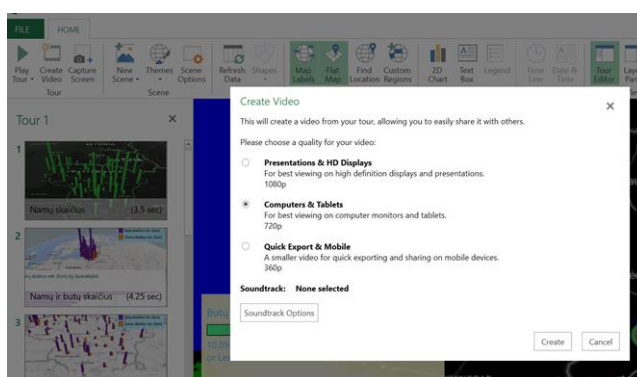 FILE HOME
Play Tour Create Video Capture Screen New Scene Themes Scene Options Refresh Data Shapes Map Labels Flat Map Find Location Custom Regions 2D Chart Text Box Legend Time Line Date & Time Tour Editor
Tour Scene
Tour 1
1
Namų skaičius (3.5 sec)
2
Namų ir butų skaičius (4.25 sec)
3
Create Video
This will create a video from your tour, allowing you to easily share it with others.
Please choose a quality for your video:
Presentations & HD Displays
For best viewing on high definition displays and presentations.
1080p
Computers & Tablets
For best viewing on computer monitors and tablets.
720p
Quick Export & Mobile
A smaller video for quick exporting and sharing on mobile devices.
360p
Soundtrack: None selected
Soundtrack Options
Create Cancel